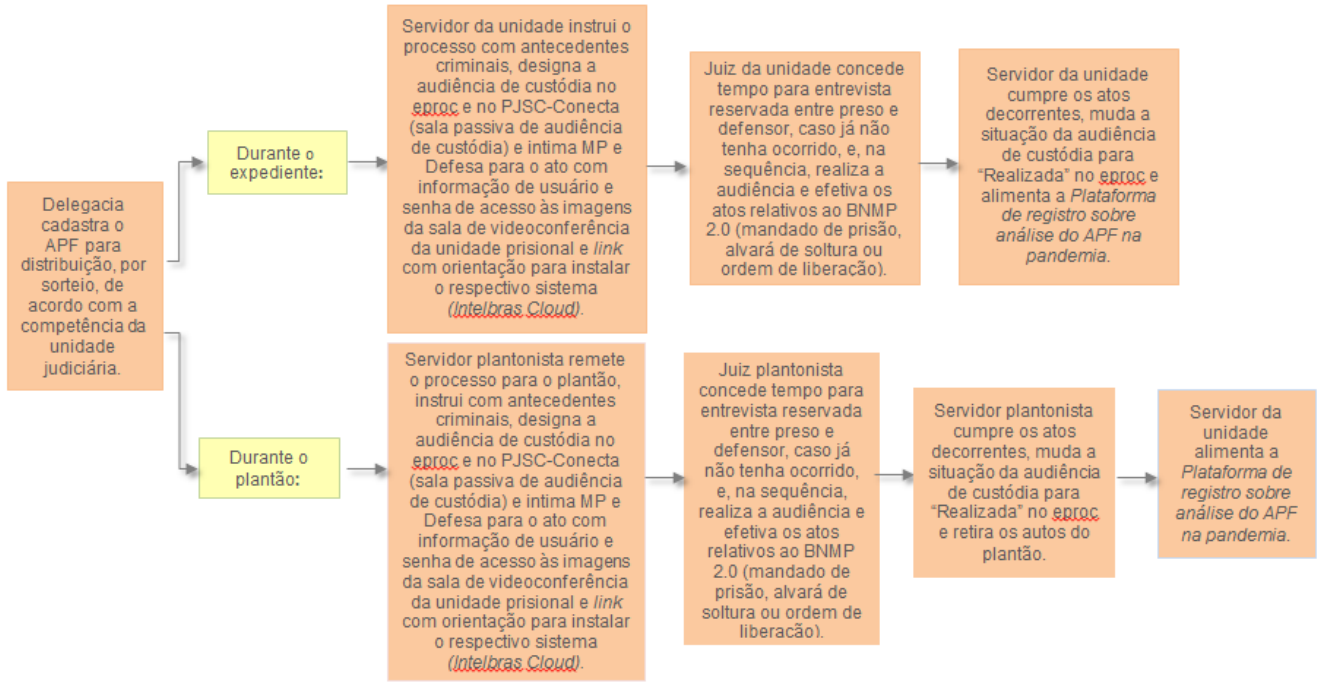 Delegacia
cadastra o
APF para
distribuição, por
sorteio, de
acordo com a
competência da
unidade
judiciária.
Durante o
expediente:
Servidor da unidade instrui o
processo com antecedentes
criminais, designa a
audiência de custódia no
eproc e no PJSC-Conecta
(sala passiva de audiência
de custódia) e intima MP e
Defesa para o ato com
informação de usuário e
senha de acesso às imagens
da sala de videoconferência
da unidade prisional e link
com orientação para instalar
o respectivo sistema
(Intelbras Cloud).
Juiz da unidade concede
tempo para entrevista
reservada entre preso e
defensor, caso já não
tenha ocorrido, e, na
sequência, realiza a
audiência e efetiva os
atos relativos ao BNMP
2.0 (mandado de prisão,
alvará de soltura ou
ordem de liberação).
Servidor da unidade
cumpre os atos
decorrentes, muda a
situação da audiência
de custódia para
“Realizada” no eproc e
alimenta a Plataforma
de registro sobre
análise do APF na
pandemia.
Durante o
plantão:
Servidor plantonista remete
o processo para o plantão,
instrui com antecedentes
criminais, designa a
audiência de custódia no
eproc e no PJSC-Conecta
(sala passiva de audiência
de custódia) e intima MP e
Defesa para o ato com
informação de usuário e
senha de acesso às imagens
da sala de videoconferência
da unidade prisional e link
com orientação para instalar
o respectivo sistema
(Intelbras Cloud).
Juiz plantonista
concede tempo para
entrevista reservada
entre preso e
defensor, caso já
não tenha ocorrido,
e, na sequência,
realiza a audiência e
efetiva os atos
relativos ao BNMP
2.0 (mandado de
prisão, alvará de
soltura ou ordem de
liberação).
Servidor plantonista
cumpre os atos
decorrentes, muda a
situação da audiência
de custódia para
“Realizada” no eproc
e retira os autos do
plantão.
Servidor da
unidade
alimenta a
Plataforma de
registro sobre
análise do APF
na pandemia.